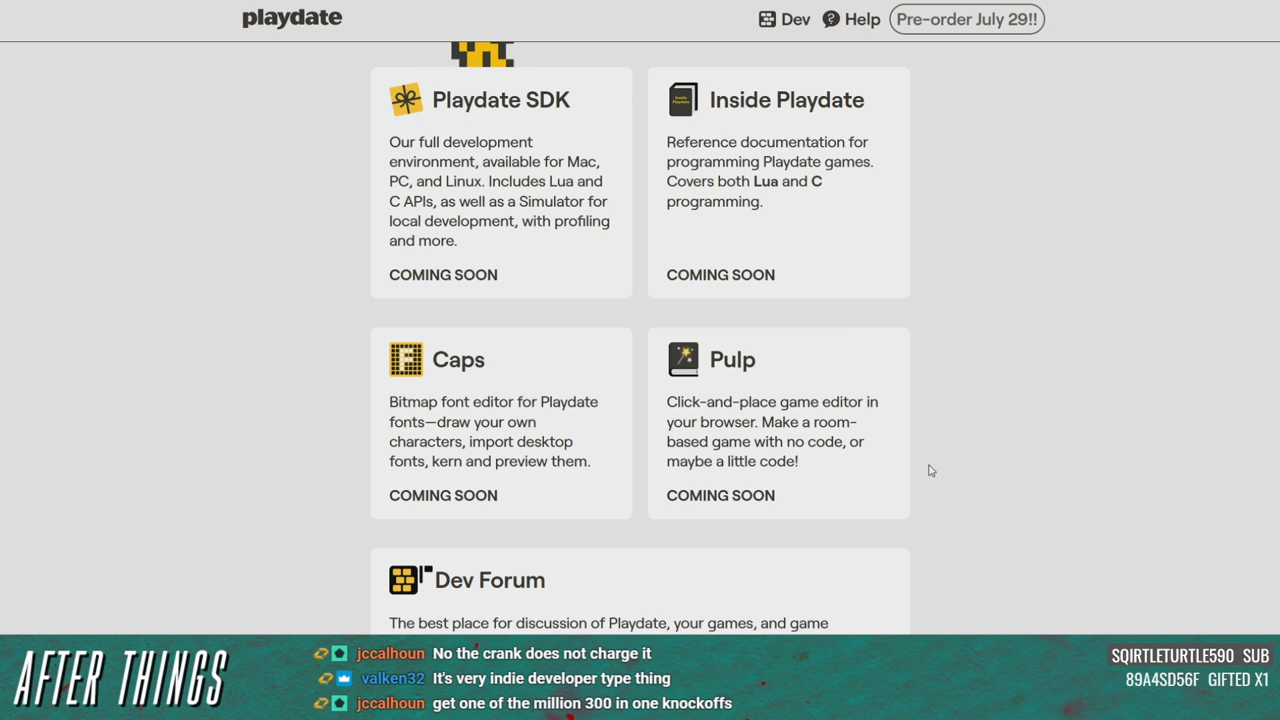 playdate
Dev
Help
Pre-order July 29!!
Playdate SDK
Our full development
environment, available for Mac,
PC, and Linux. Includes Lua and
C APIs, as well as a Simulator for
local development, with profiling
and more.
COMING SOON
Inside Playdate
Reference documentation for
programming Playdate games.
Covers both Lua and C
programming.
COMING SOON
Caps
Bitmap font editor for Playdate
fonts—draw your own
characters, import desktop
fonts, kern and preview them.
COMING SOON
Pulp
Click-and-place game editor in
your browser. Make a room-
based game with no code, or
maybe a little code!
COMING SOON
Dev Forum
The best place for discussion of Playdate, your games, and game
AFTER THINGS
jccalhoun No the crank does not charge it
valken32 It's very indie developer type thing
jccalhoun get one of the million 300 in one knockoffs
SQIRTLETURTLE590 SUB
89A4SD56F GIFTED X1